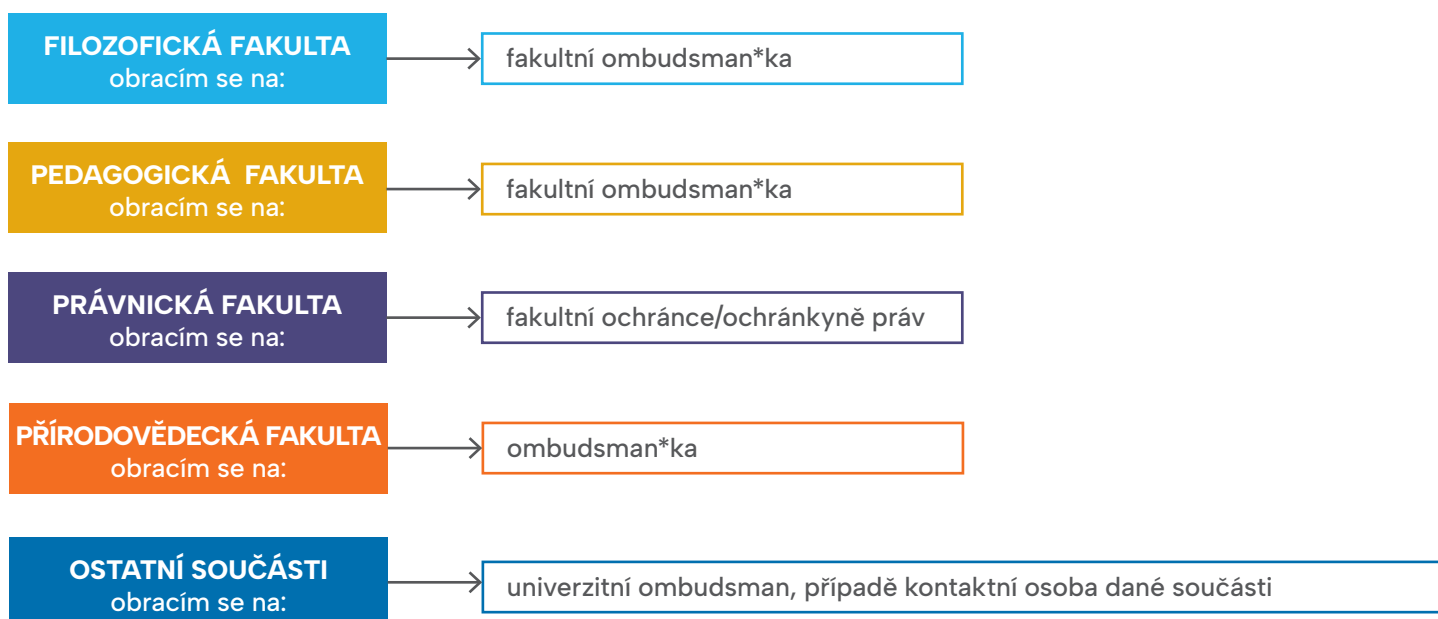 FILOZOFICKÁ FAKULTA
obracím se na:
fakultní ombudsman*ka
PEDAGOGICKÁ FAKULTA
obracím se na:
fakultní ombudsman*ka
PRÁVNICKÁ FAKULTA
obracím se na:
fakultní ochránce/ochránkyně práv
PŘÍRODOVĚDECKÁ FAKULTA
obracím se na:
ombudsman*ka
OSTATNÍ SOUČÁSTI
obracím se na:
univerzitní ombudsman, případě kontaktní osoba dané součásti